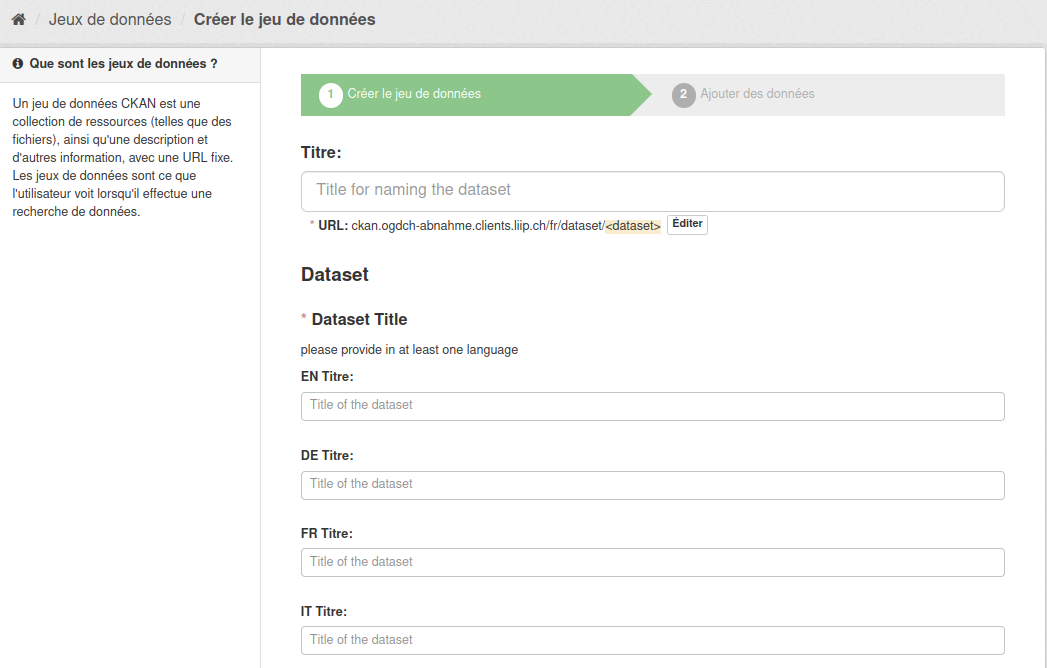 / Jeux de données / Créer le jeu de données
Que sont les jeux de données ?
Un jeu de données CKAN est une
collection de ressources (telles que des
fichiers), ainsi qu'une description et
d'autres information, avec une URL fixe.
Les jeux de données sont ce que
l'utilisateur voit lorsqu'il effectue une
recherche de données.
1 Créer le jeu de données
2 Ajouter des données
Titre:
Title for naming the dataset
* URL: ckan.ogdch-abnahme.clients.liip.ch/fr/dataset/<dataset> Éditer
Dataset
* Dataset Title
please provide in at least one language
EN Titre:
Title of the dataset
DE Titre:
Title of the dataset
FR Titre:
Title of the dataset
IT Titre:
Title of the dataset